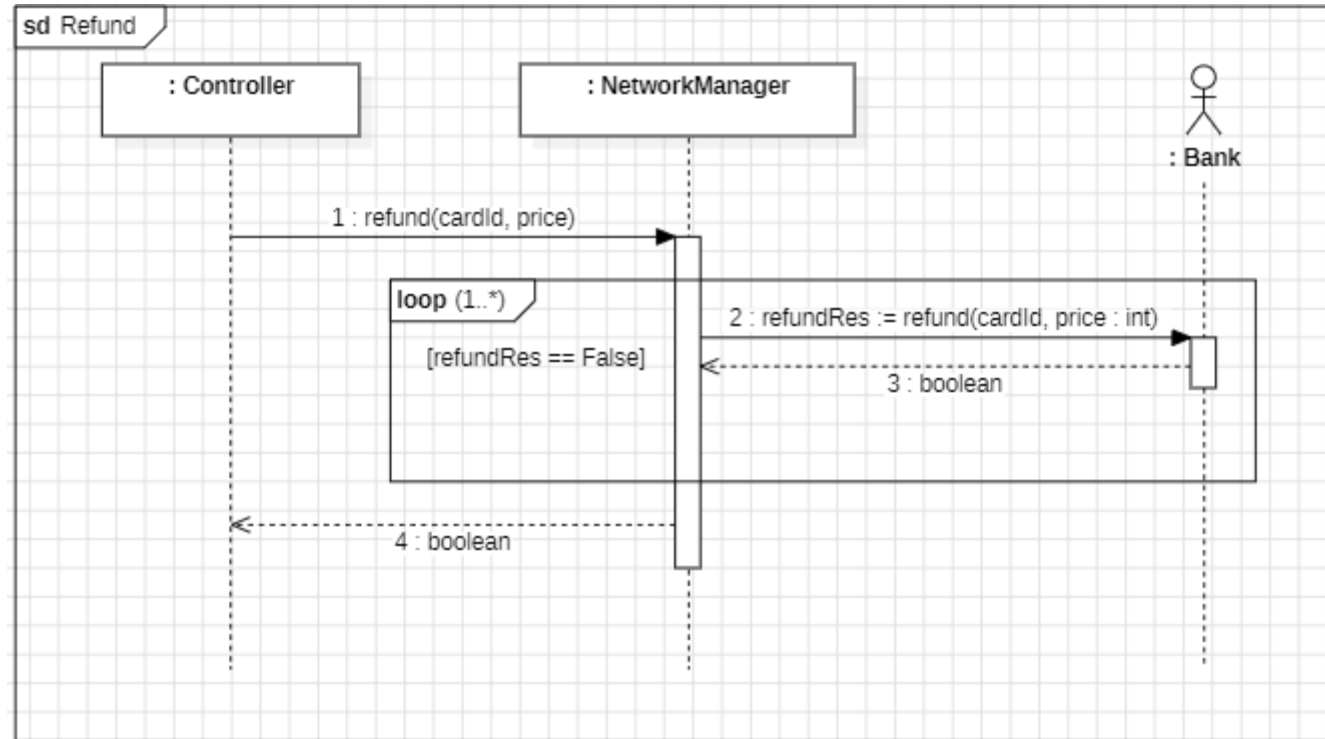 sd Refund
: Controller
: NetworkManager
: Bank
1 : refund(cardId, price)
loop (1..*)
2 : refundRes := refund(cardId, price : int)
[refundRes == False]
3 : boolean
4 : boolean